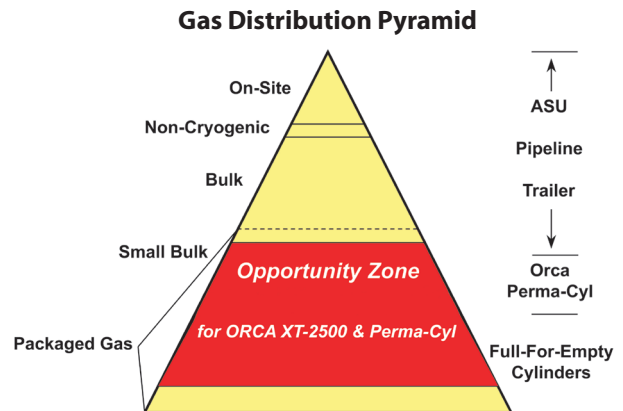 Gas Distribution Pyramid
On-Site
Non-Cryogenic
Bulk
Small Bulk
Packaged Gas
Opportunity Zone
for ORCA XT-2500 & Perma-Cyl
ASU
Pipeline
Trailer
Orca
Perma-Cyl
Full-For-Empty
Cylinders